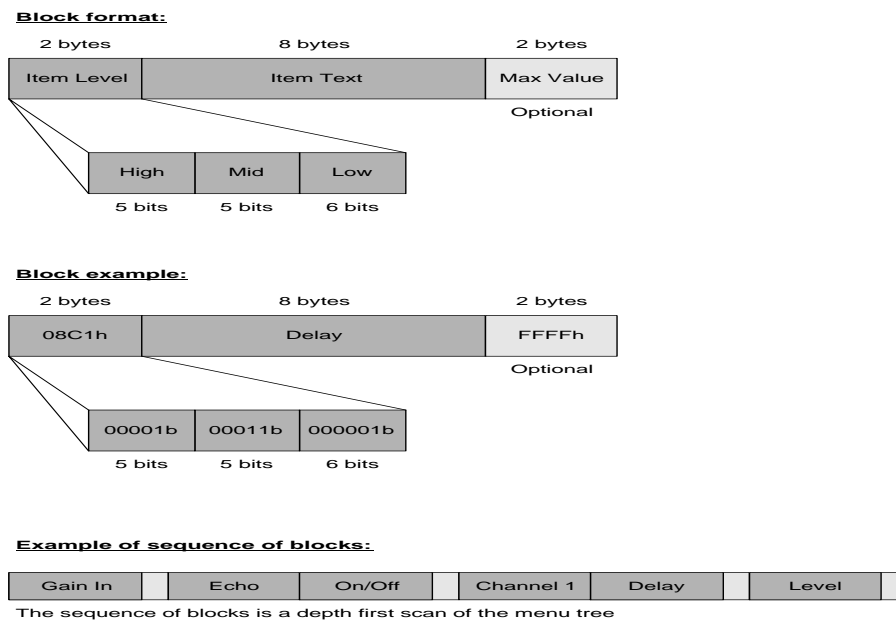 Block format:
2 bytes 8 bytes 2 bytes
Item Level Item Text Max Value
Optional
High Mid Low
5 bits 5 bits 6 bits
Block example:
2 bytes 8 bytes 2 bytes
08C1h Delay FFFFh
Optional
00001b 00011b 000001b
5 bits 5 bits 6 bits
Example of sequence of blocks:
Gain In Echo On/Off Channel 1 Delay Level
The sequence of blocks is a depth first scan of the menu tree